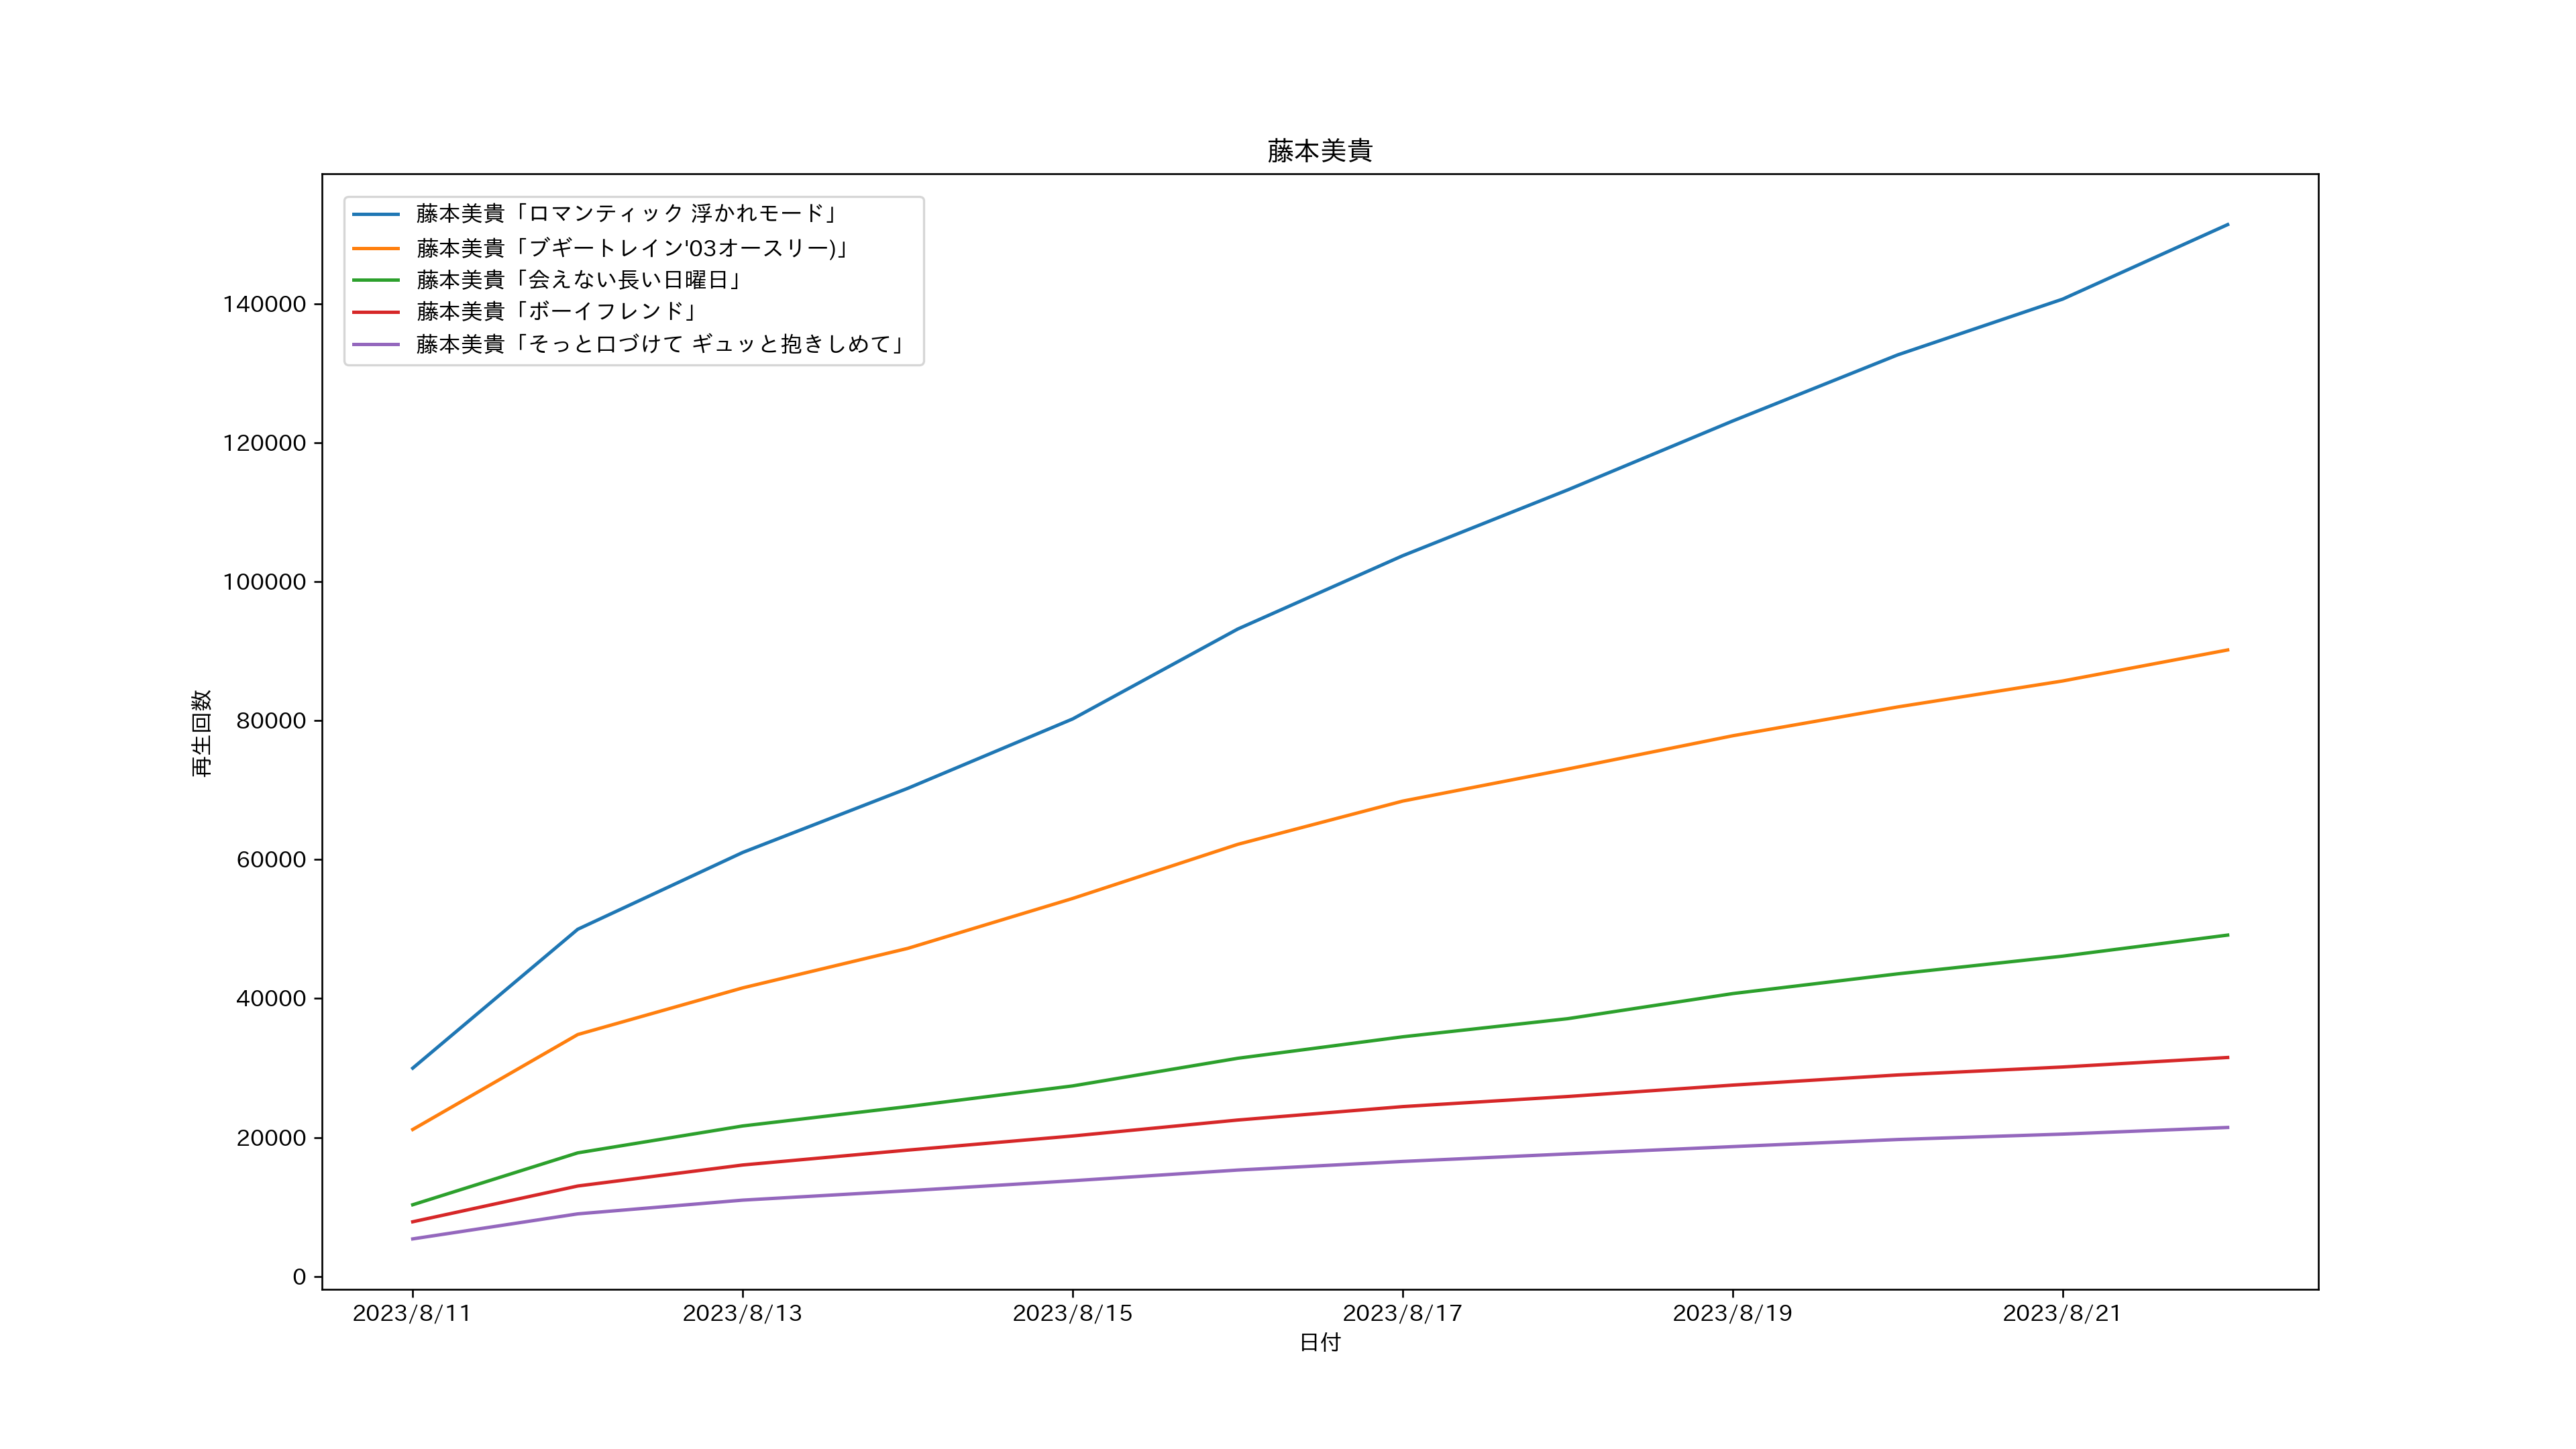 藤本美貴
藤本美貴「ロマンティック 浮かれモード」
藤本美貴「ブギートレイン'03オースリー)」
藤本美貴「会えない長い日曜日」
藤本美貴「ボーイフレンド」
藤本美貴「そっと口づけて ギュッと抱きしめて」
再生回数
140000
120000
100000
80000
60000
40000
20000
0
2023/8/11 2023/8/13 2023/8/15 2023/8/17 2023/8/19 2023/8/21
日付